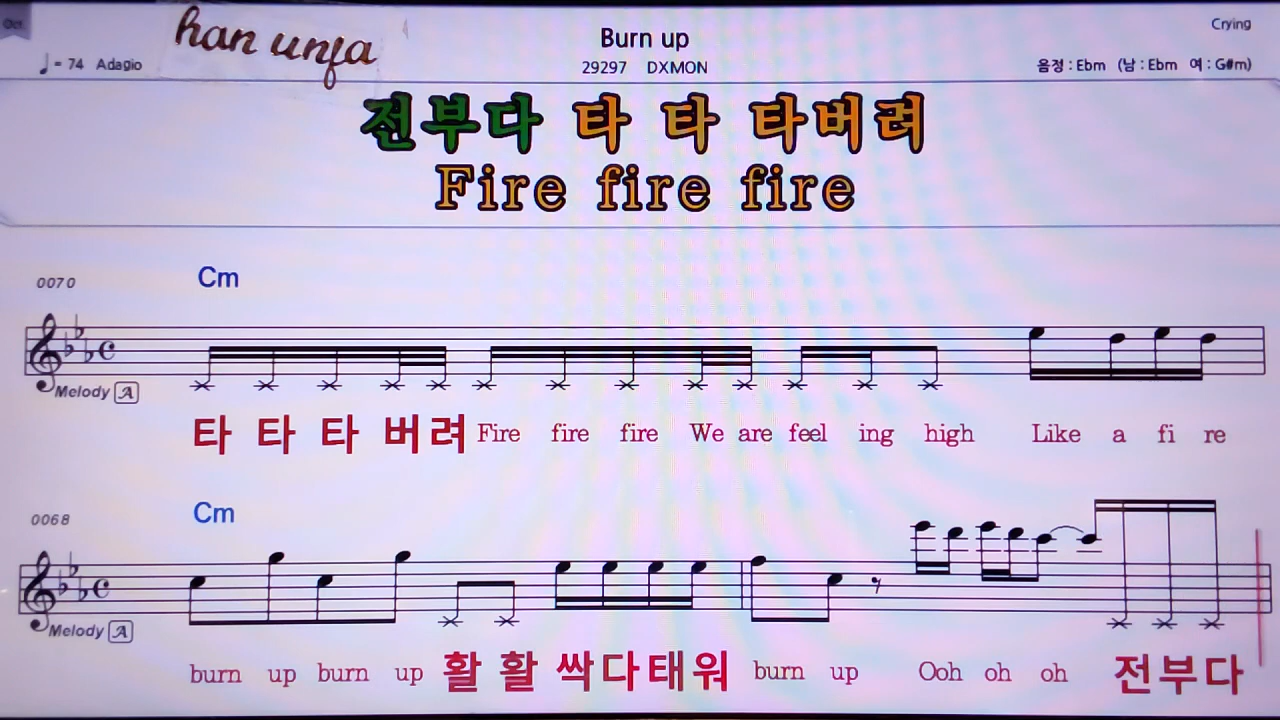 Oct.
han unja
Burn up
Crying
♩= 74 Adagio
29297 DXMON
음정 : Ebm (남 : Ebm 여 : G#m)
전부다 타 타 타버려
Fire fire fire
0070 Cm
Melody A
타 타 타 버 려 Fire fire fire We are feel ing high Like a fi re
0068 Cm
Melody A
burn up burn up 활 활 싹 다 태 워 burn up Ooh oh oh 전 부 다